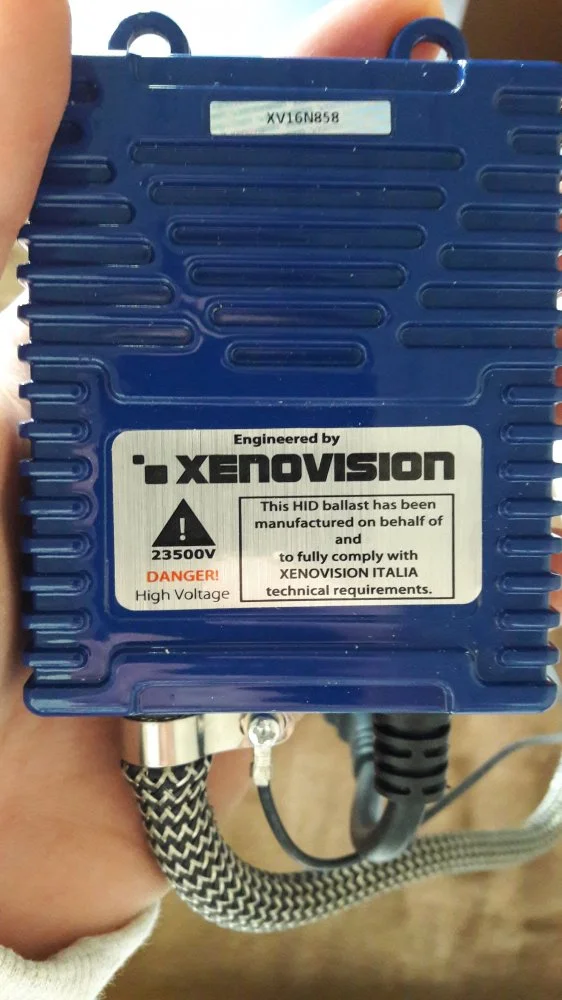 XV16N858
Engineered by
XENOVISION
23500V
DANGER!
High Voltage
This HID ballast has been
manufactured on behalf of
and
to fully comply with
XENOVISION ITALIA
technical requirements.